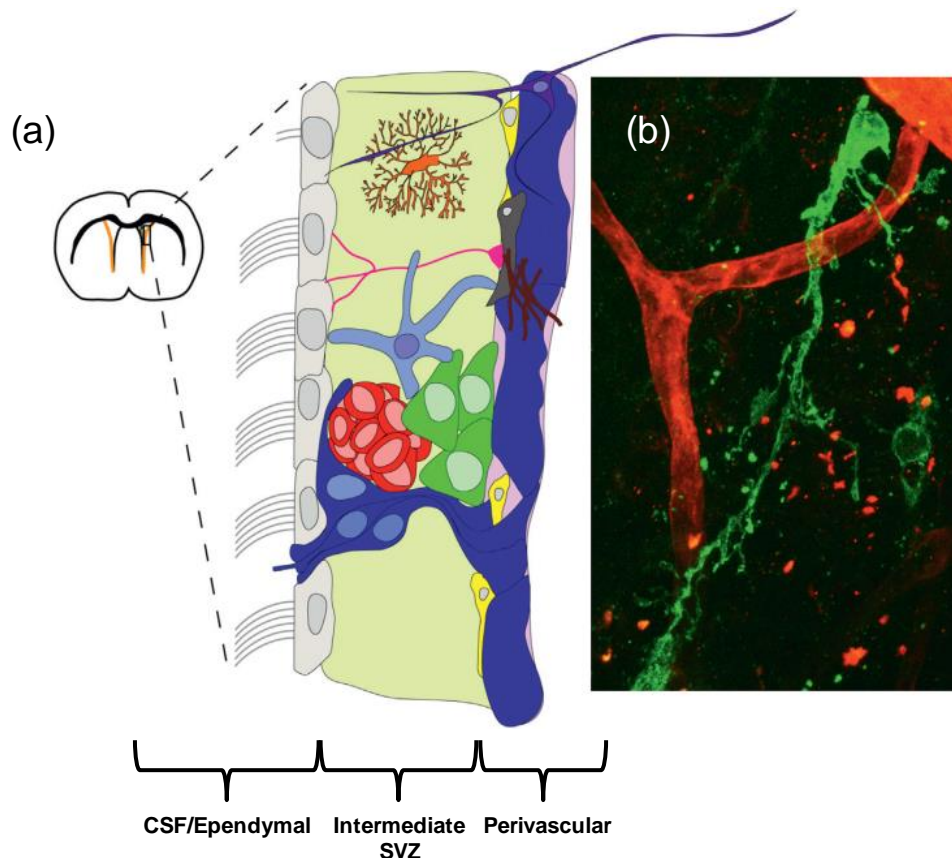 (a)
(b)
CSF/Ependymal
Intermediate
SVZ
Perivascular